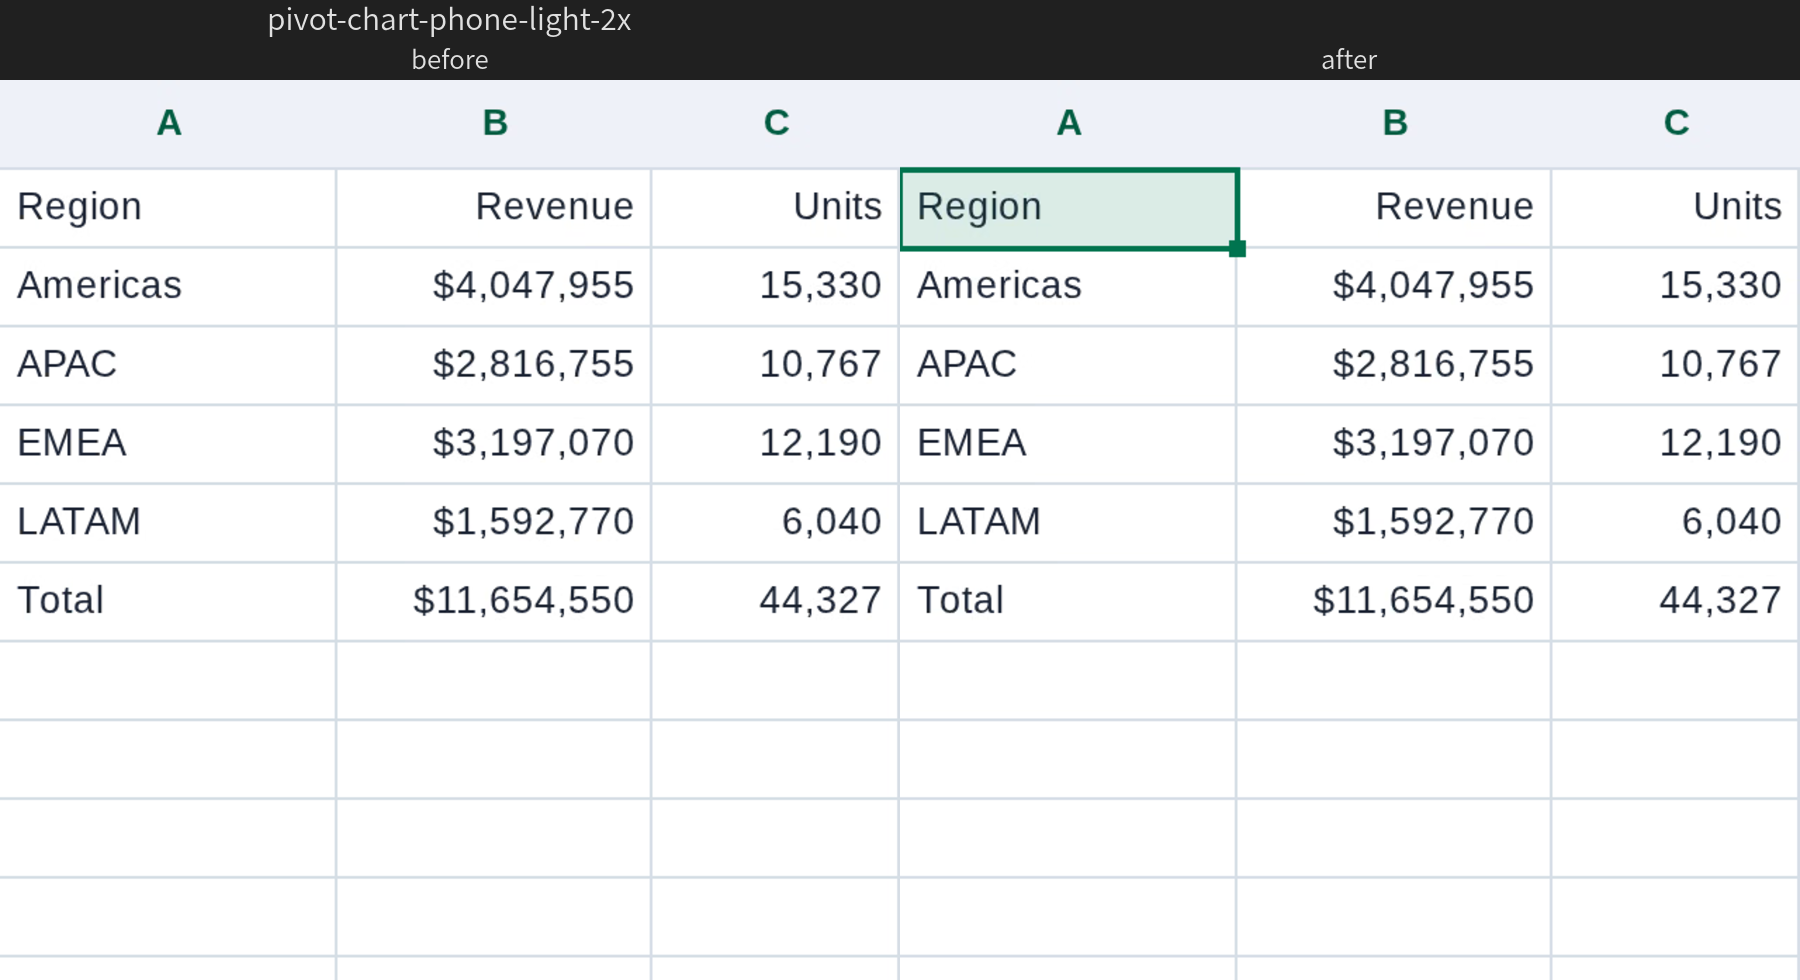 pivot-chart-phone-light-2x
before after
A B C A B C
Region Revenue Units Region Revenue Units
Americas $4,047,955 15,330 Americas $4,047,955 15,330
APAC $2,816,755 10,767 APAC $2,816,755 10,767
EMEA $3,197,070 12,190 EMEA $3,197,070 12,190
LATAM $1,592,770 6,040 LATAM $1,592,770 6,040
Total $11,654,550 44,327 Total $11,654,550 44,327